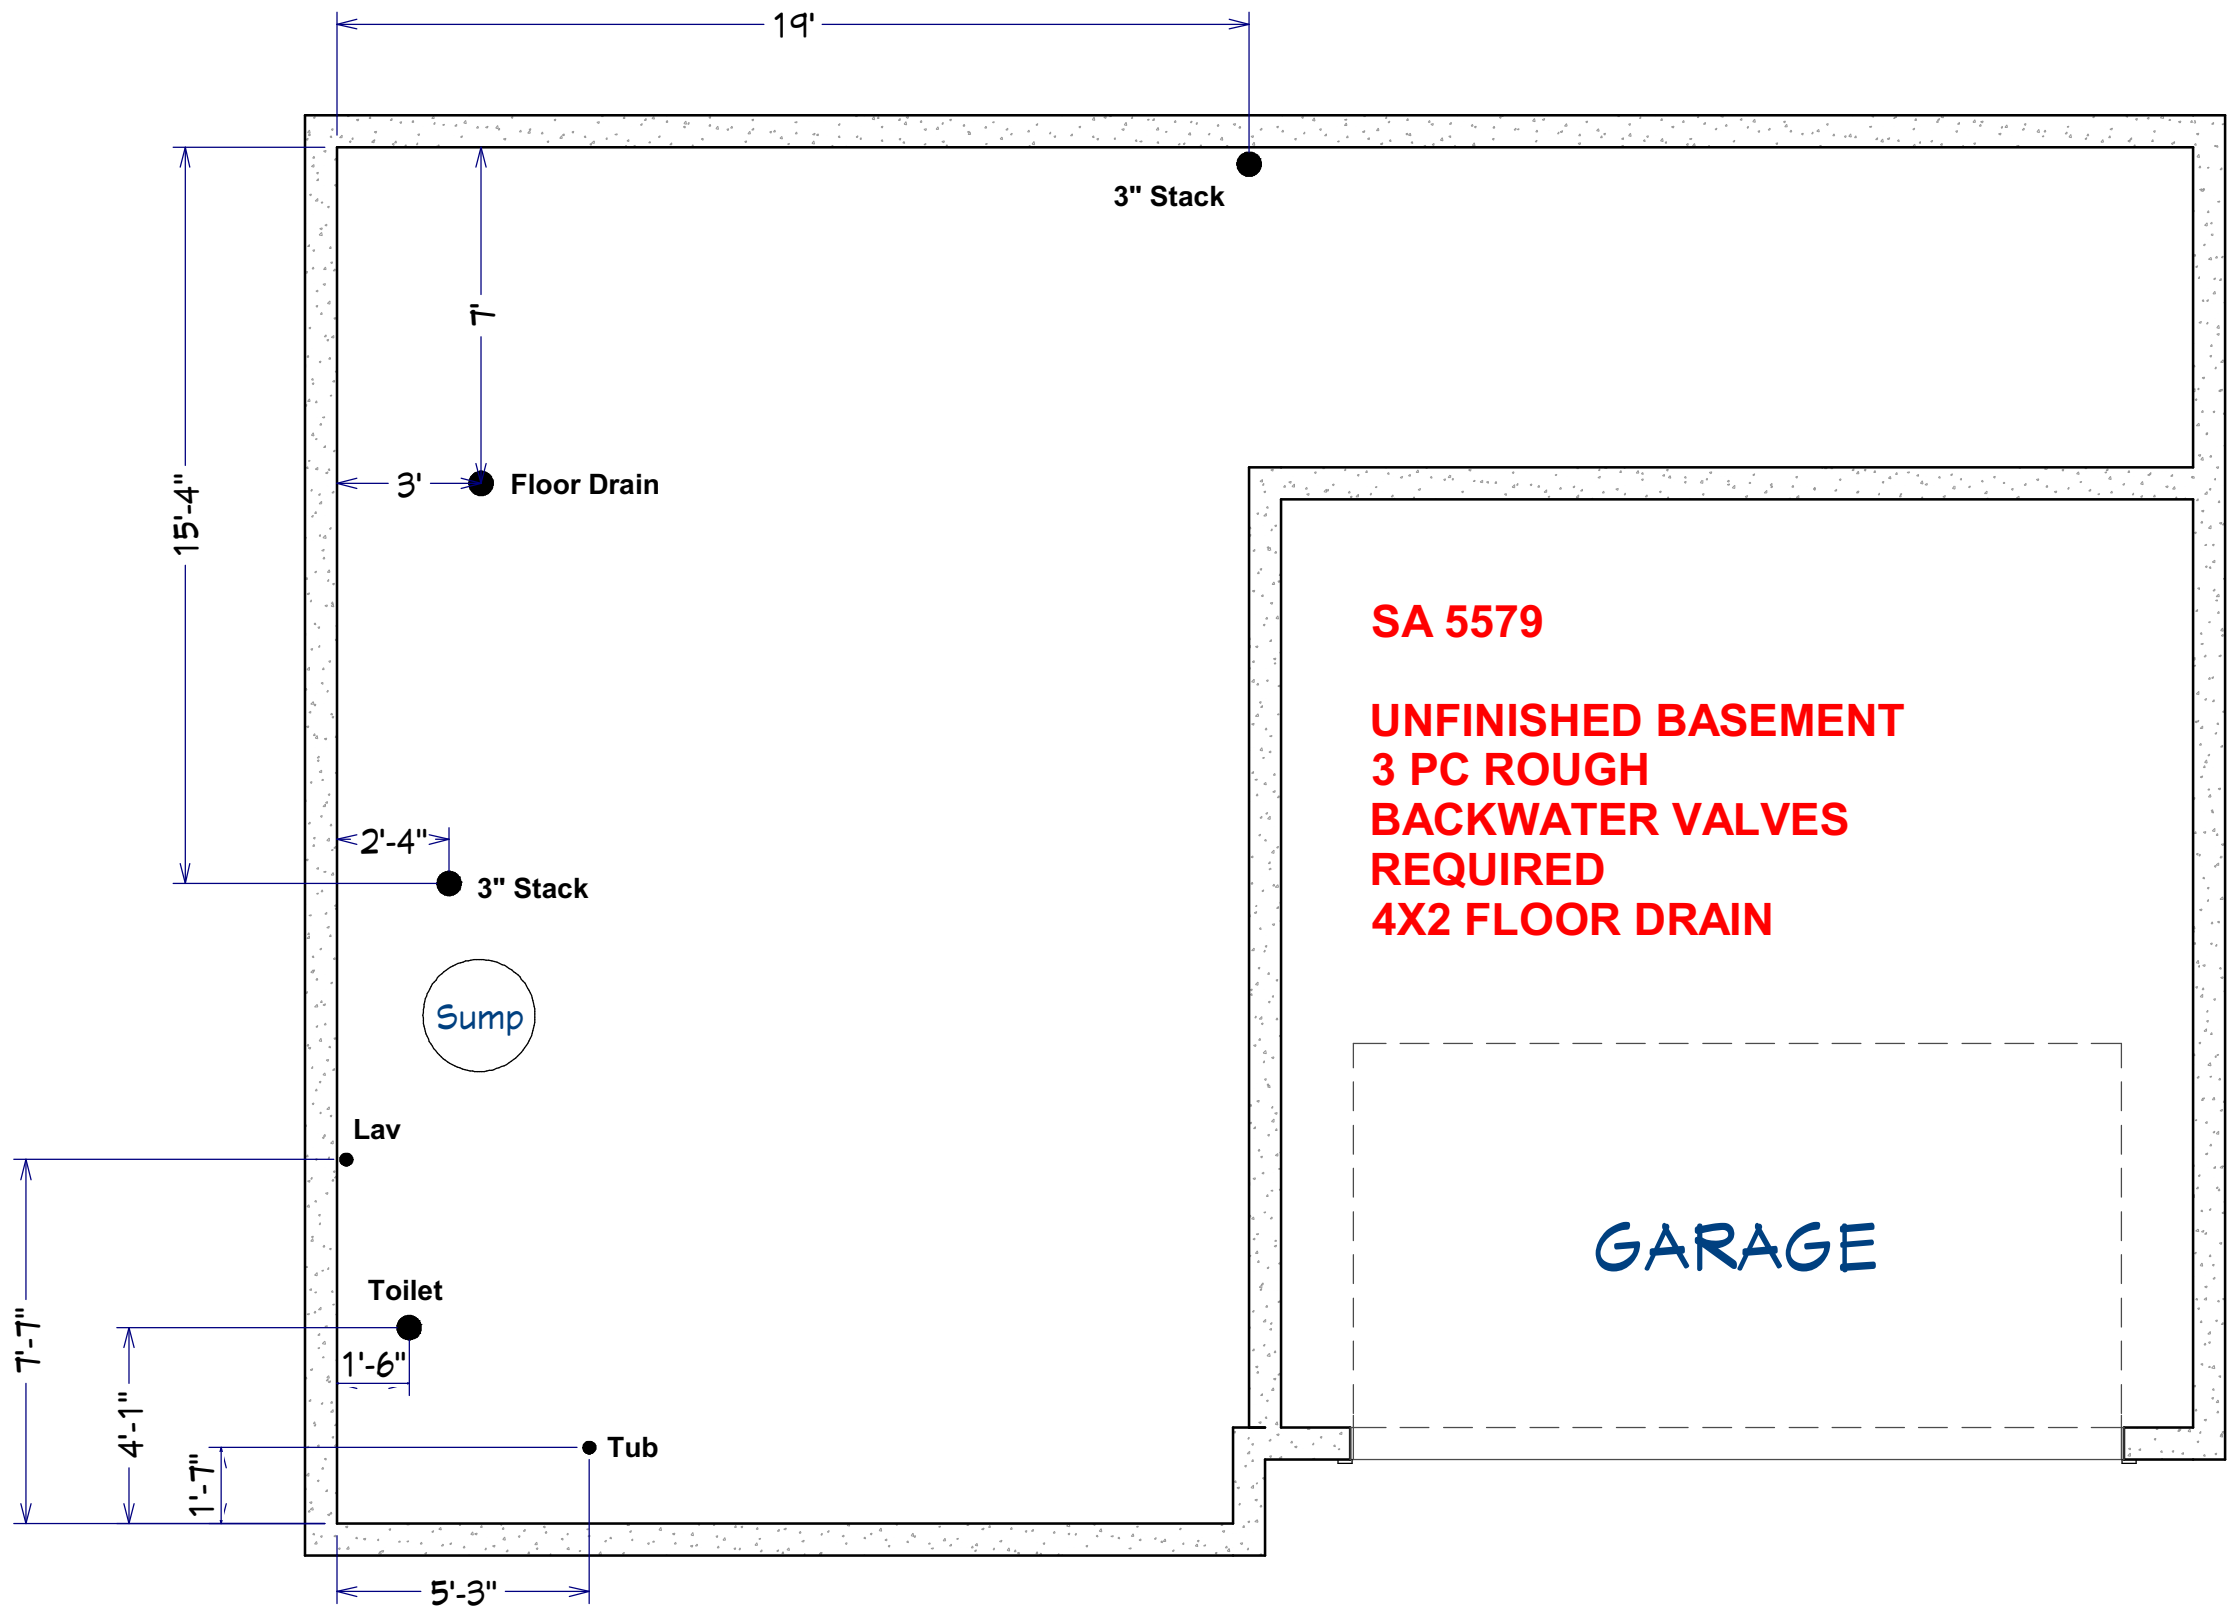 19'
3" Stack
7'
3'
Floor Drain
15'-4"
SA 5579
UNFINISHED BASEMENT
3 PC ROUGH
BACKWATER VALVES
REQUIRED
4X2 FLOOR DRAIN
2'-4"
3" Stack
Sump
Lav
GARAGE
Toilet
7'-7"
1'-6"
4'-1"
Tub
1'-7"
5'-3"